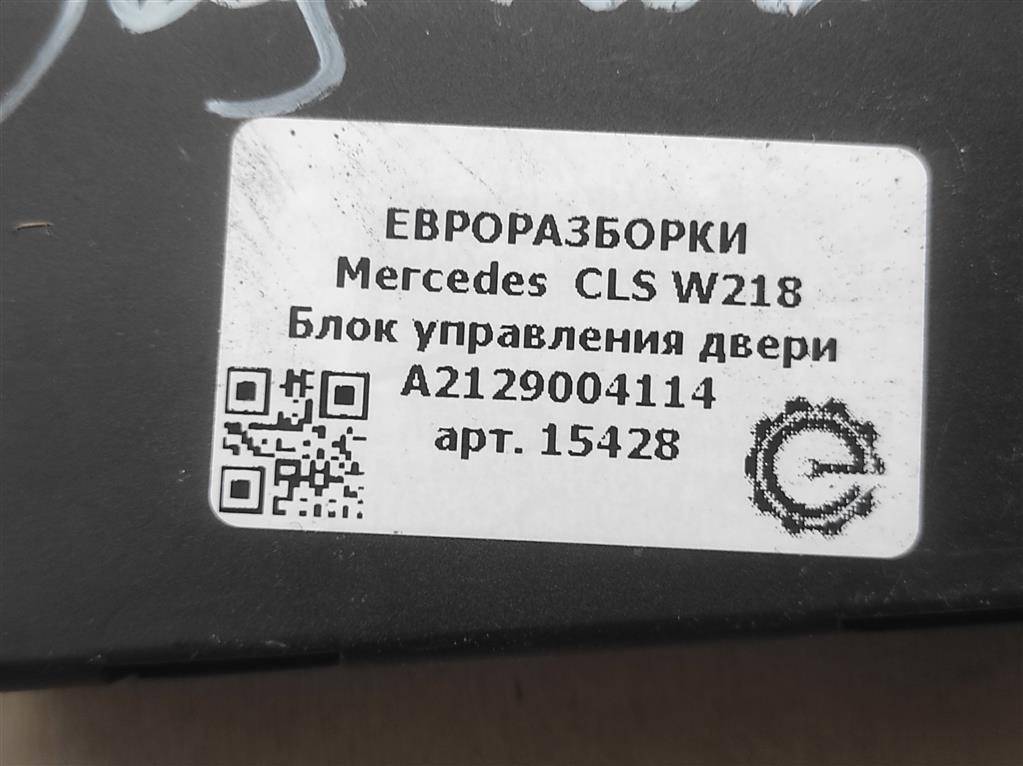 ЕВРОРАЗБОРКИ
Mercedes CLS W218
Блок управления двери
A2129004114
арт. 15428